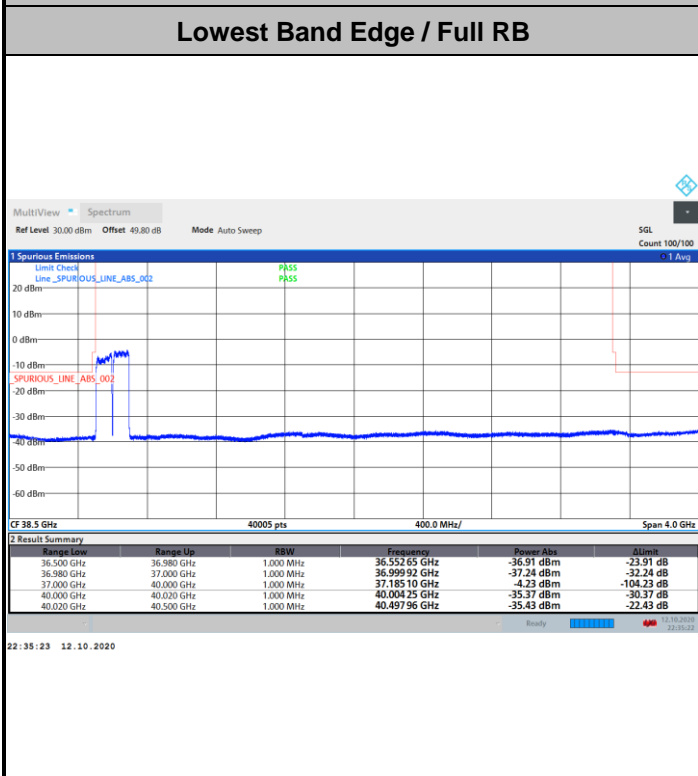 Lowest Band Edge / Full RB
MultiView Spectrum
Ref Level 30.00 dBm Offset 49.80 dB Mode Auto Sweep SGL
Count 100/100
1 Spurious Emissions 1 Avg
Limit Check PASS
Line _SPURIOUS_LINE_ABS_002 PASS
20 dBm
10 dBm
0 dBm
-10 dBm
_SPURIOUS_LINE_ABS_002
-20 dBm
-30 dBm
-40 dBm
-50 dBm
-60 dBm
CF 38.5 GHz 40005 pts 400.0 MHz/ Span 4.0 GHz
2 Result Summary
Range Low Range Up RBW Frequency Power Abs ΔLimit
36.500 GHz 36.980 GHz 1.000 MHz 36.552 65 GHz -36.91 dBm -23.91 dB
36.980 GHz 37.000 GHz 1.000 MHz 36.999 92 GHz -37.24 dBm -32.24 dB
37.000 GHz 40.000 GHz 1.000 MHz 37.185 10 GHz -4.23 dBm -104.23 dB
40.000 GHz 40.020 GHz 1.000 MHz 40.004 25 GHz -35.37 dBm -30.37 dB
40.020 GHz 40.500 GHz 1.000 MHz 40.497 96 GHz -35.43 dBm -22.43 dB
Ready 12.10.2020
22:35:22
22:35:23 12.10.2020